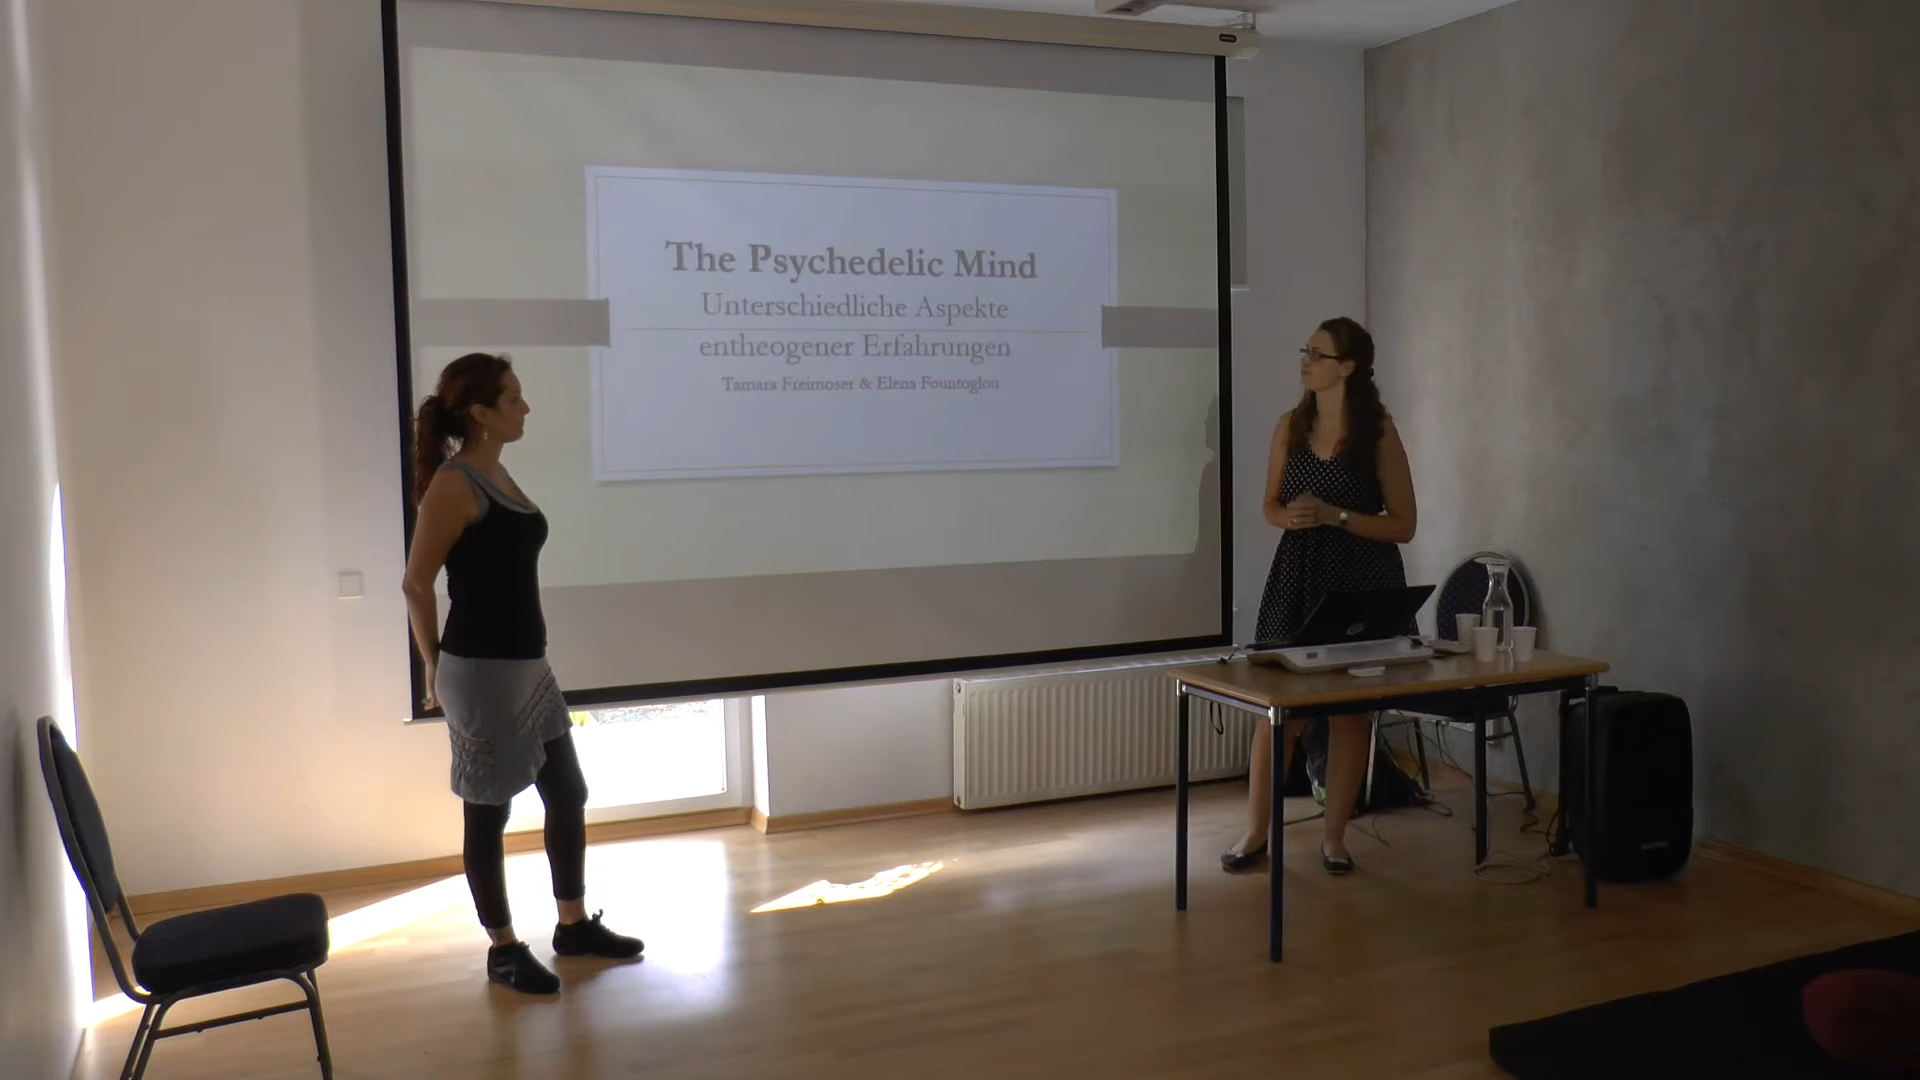 The Psychedelic Mind
Unterschiedliche Aspekte
entheogener Erfahrungen
Tamara Freimoser & Elena Fountoglou